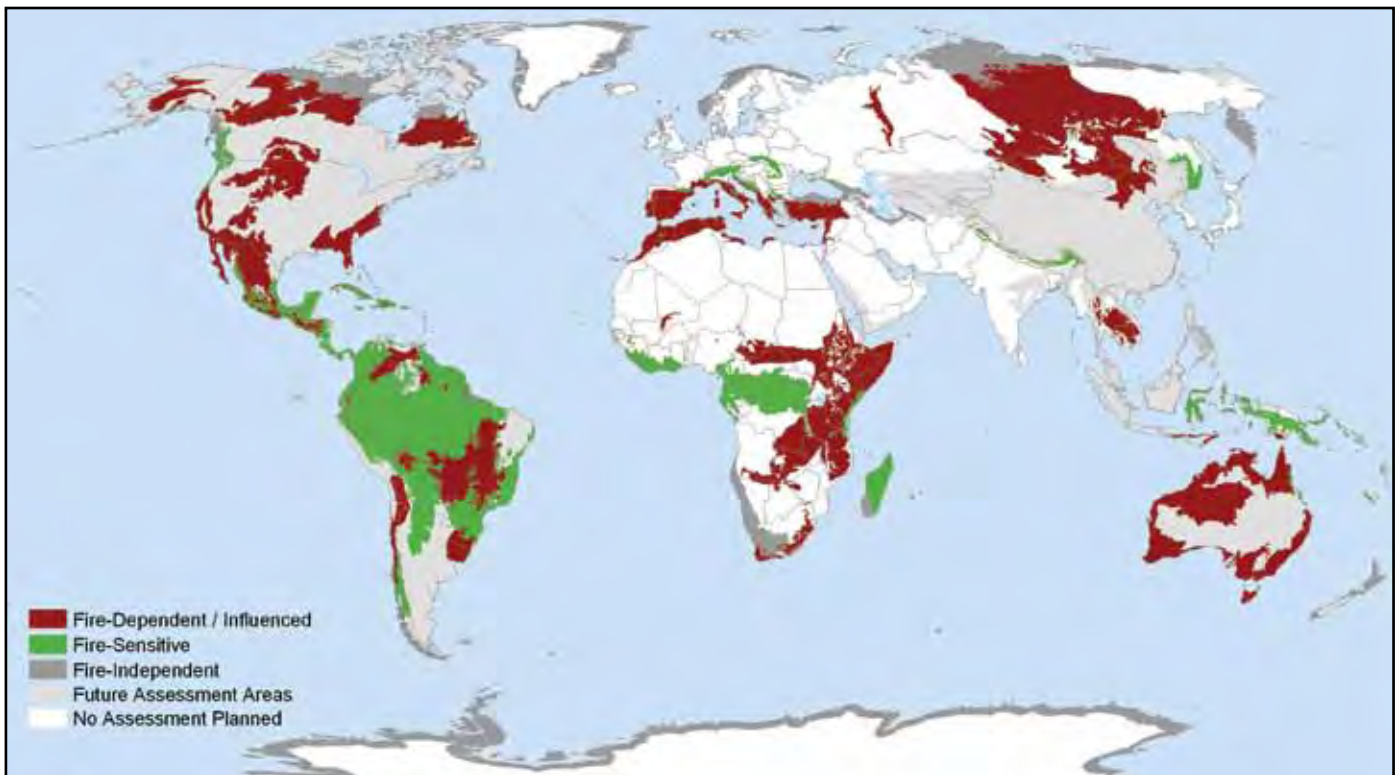 Fire-Dependent / Influenced
Fire-Sensitive
Fire-Independent
Future Assessment Areas
No Assessment Planned